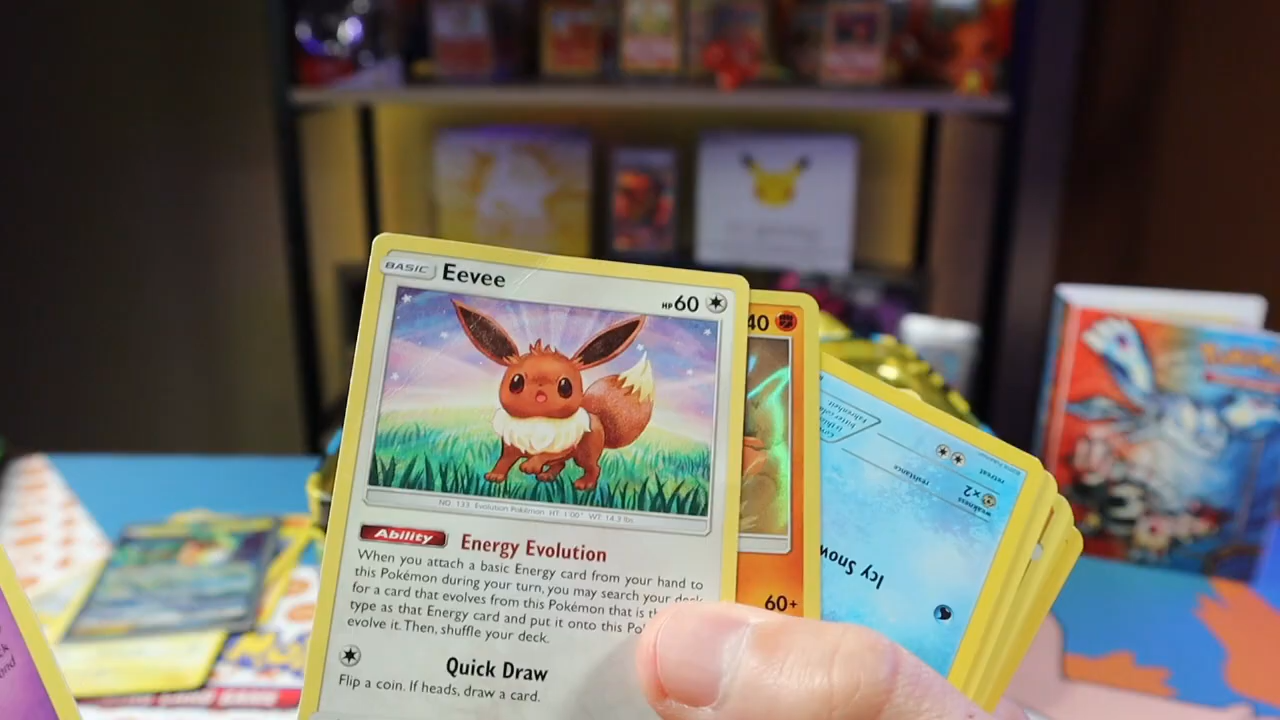 BASIC Eevee
HP 60
NO. 133 Evolution Pokémon HT: 1'00" WT: 14.3 lbs
Ability Energy Evolution
When you attach a basic Energy card from your hand to
this Pokémon during your turn, you may search your deck
for a card that evolves from this Pokémon that is
type as that Energy card and put it onto this
evolve it. Then, shuffle your deck.
Quick Draw
Flip a coin. If heads, draw a card.
40
60+
retreat
resistance
weakness
×2
Icy Snow